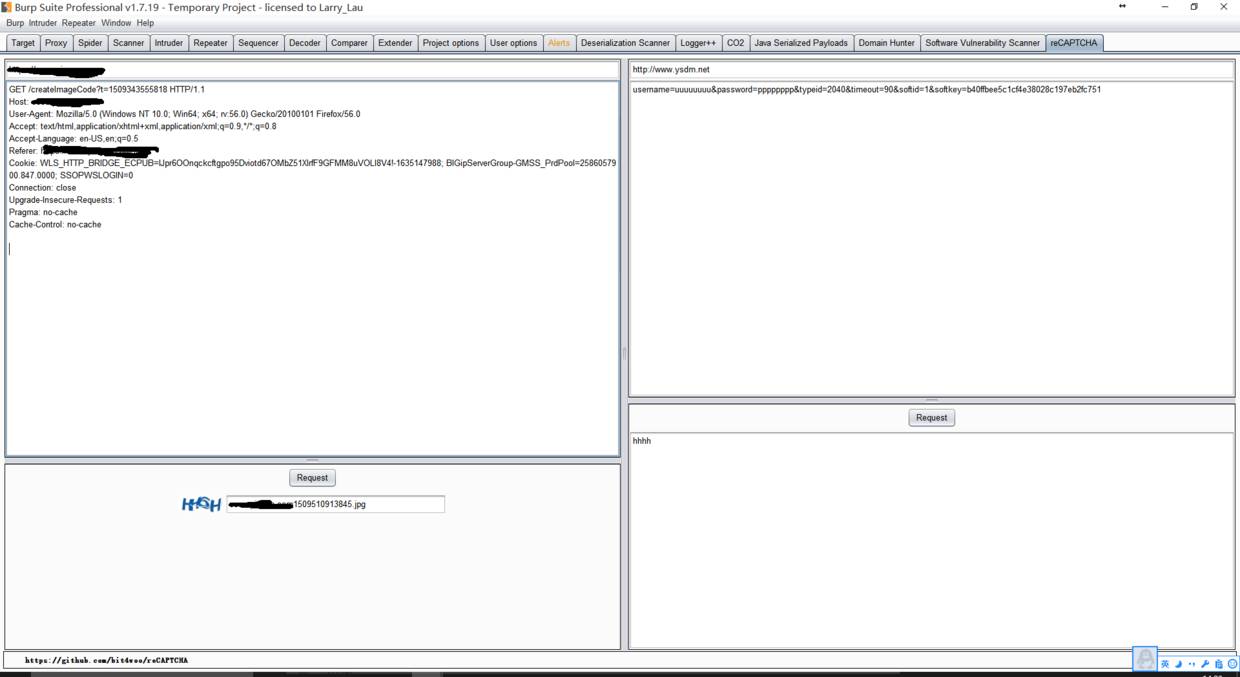 Burp Suite Professional v1.7.19 - Temporary Project - licensed to Larry_Lau
Burp Intruder Repeater Window Help
Target Proxy Spider Scanner Intruder Repeater Sequencer Decoder Comparer Extender Project options User options Alerts Deserialization Scanner Logger++ CO2 Java Serialized Payloads Domain Hunter Software Vulnerability Scanner reCAPTCHA
GET /createImageCode?t=1509343555818 HTTP/1.1
Host:
User-Agent: Mozilla/5.0 (Windows NT 10.0; Win64; x64; rv:56.0) Gecko/20100101 Firefox/56.0
Accept: text/html,application/xhtml+xml,application/xml;q=0.9,*/*;q=0.8
Accept-Language: en-US,en;q=0.5
Referer:
Cookie: WLS_HTTP_BRIDGE_ECPUB=IJpr6OOnqckcftgpo95Dviotd67OMbZ51XlrfF9GFMM8uVOLI8V4!-1635147988; BIGipServerGroup-GMSS_PrdPool=25860579
00.847.0000; SSOPWSLOGIN=0
Connection: close
Upgrade-Insecure-Requests: 1
Pragma: no-cache
Cache-Control: no-cache
Request
1509510913845.jpg
http://www.ysdm.net
username=uuuuuuuu&password=pppppppp&typeid=2040&timeout=90&softid=1&softkey=b40ffbee5c1cf4e38028c197eb2fc751
Request
hhhh
https://github.com/bit4woo/reCAPTCHA
英